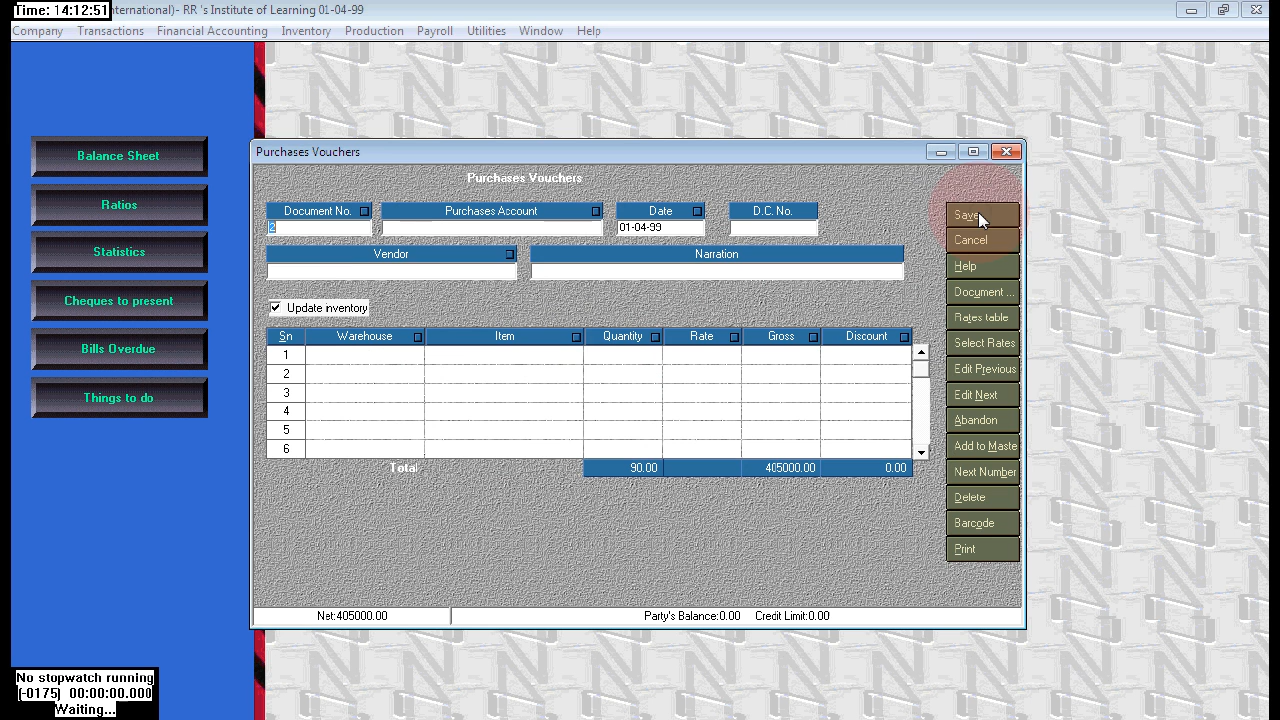 Time: 14:12:51 nternational)- RR 's Institute of Learning 01-04-99
Company Transactions Financial Accounting Inventory Production Payroll Utilities Window Help
Balance Sheet
Ratios
Statistics
Cheques to present
Bills Overdue
Things to do
Purchases Vouchers
Purchases Vouchers
Document No. Purchases Account Date D.C. No.
2 01-04-99
Vendor Narration
Update inventory
Sn Warehouse Item Quantity Rate Gross Discount
1
2
3
4
5
6
Total 90.00 405000.00 0.00
Net:405000.00 Party's Balance:0.00 Credit Limit:0.00
Save
Cancel
Help
Document ...
Rates table
Select Rates
Edit Previous
Edit Next
Abandon
Add to Maste
Next Number
Delete
Barcode
Print
No stopwatch running
(-0175) 00:00:00.000
Waiting...